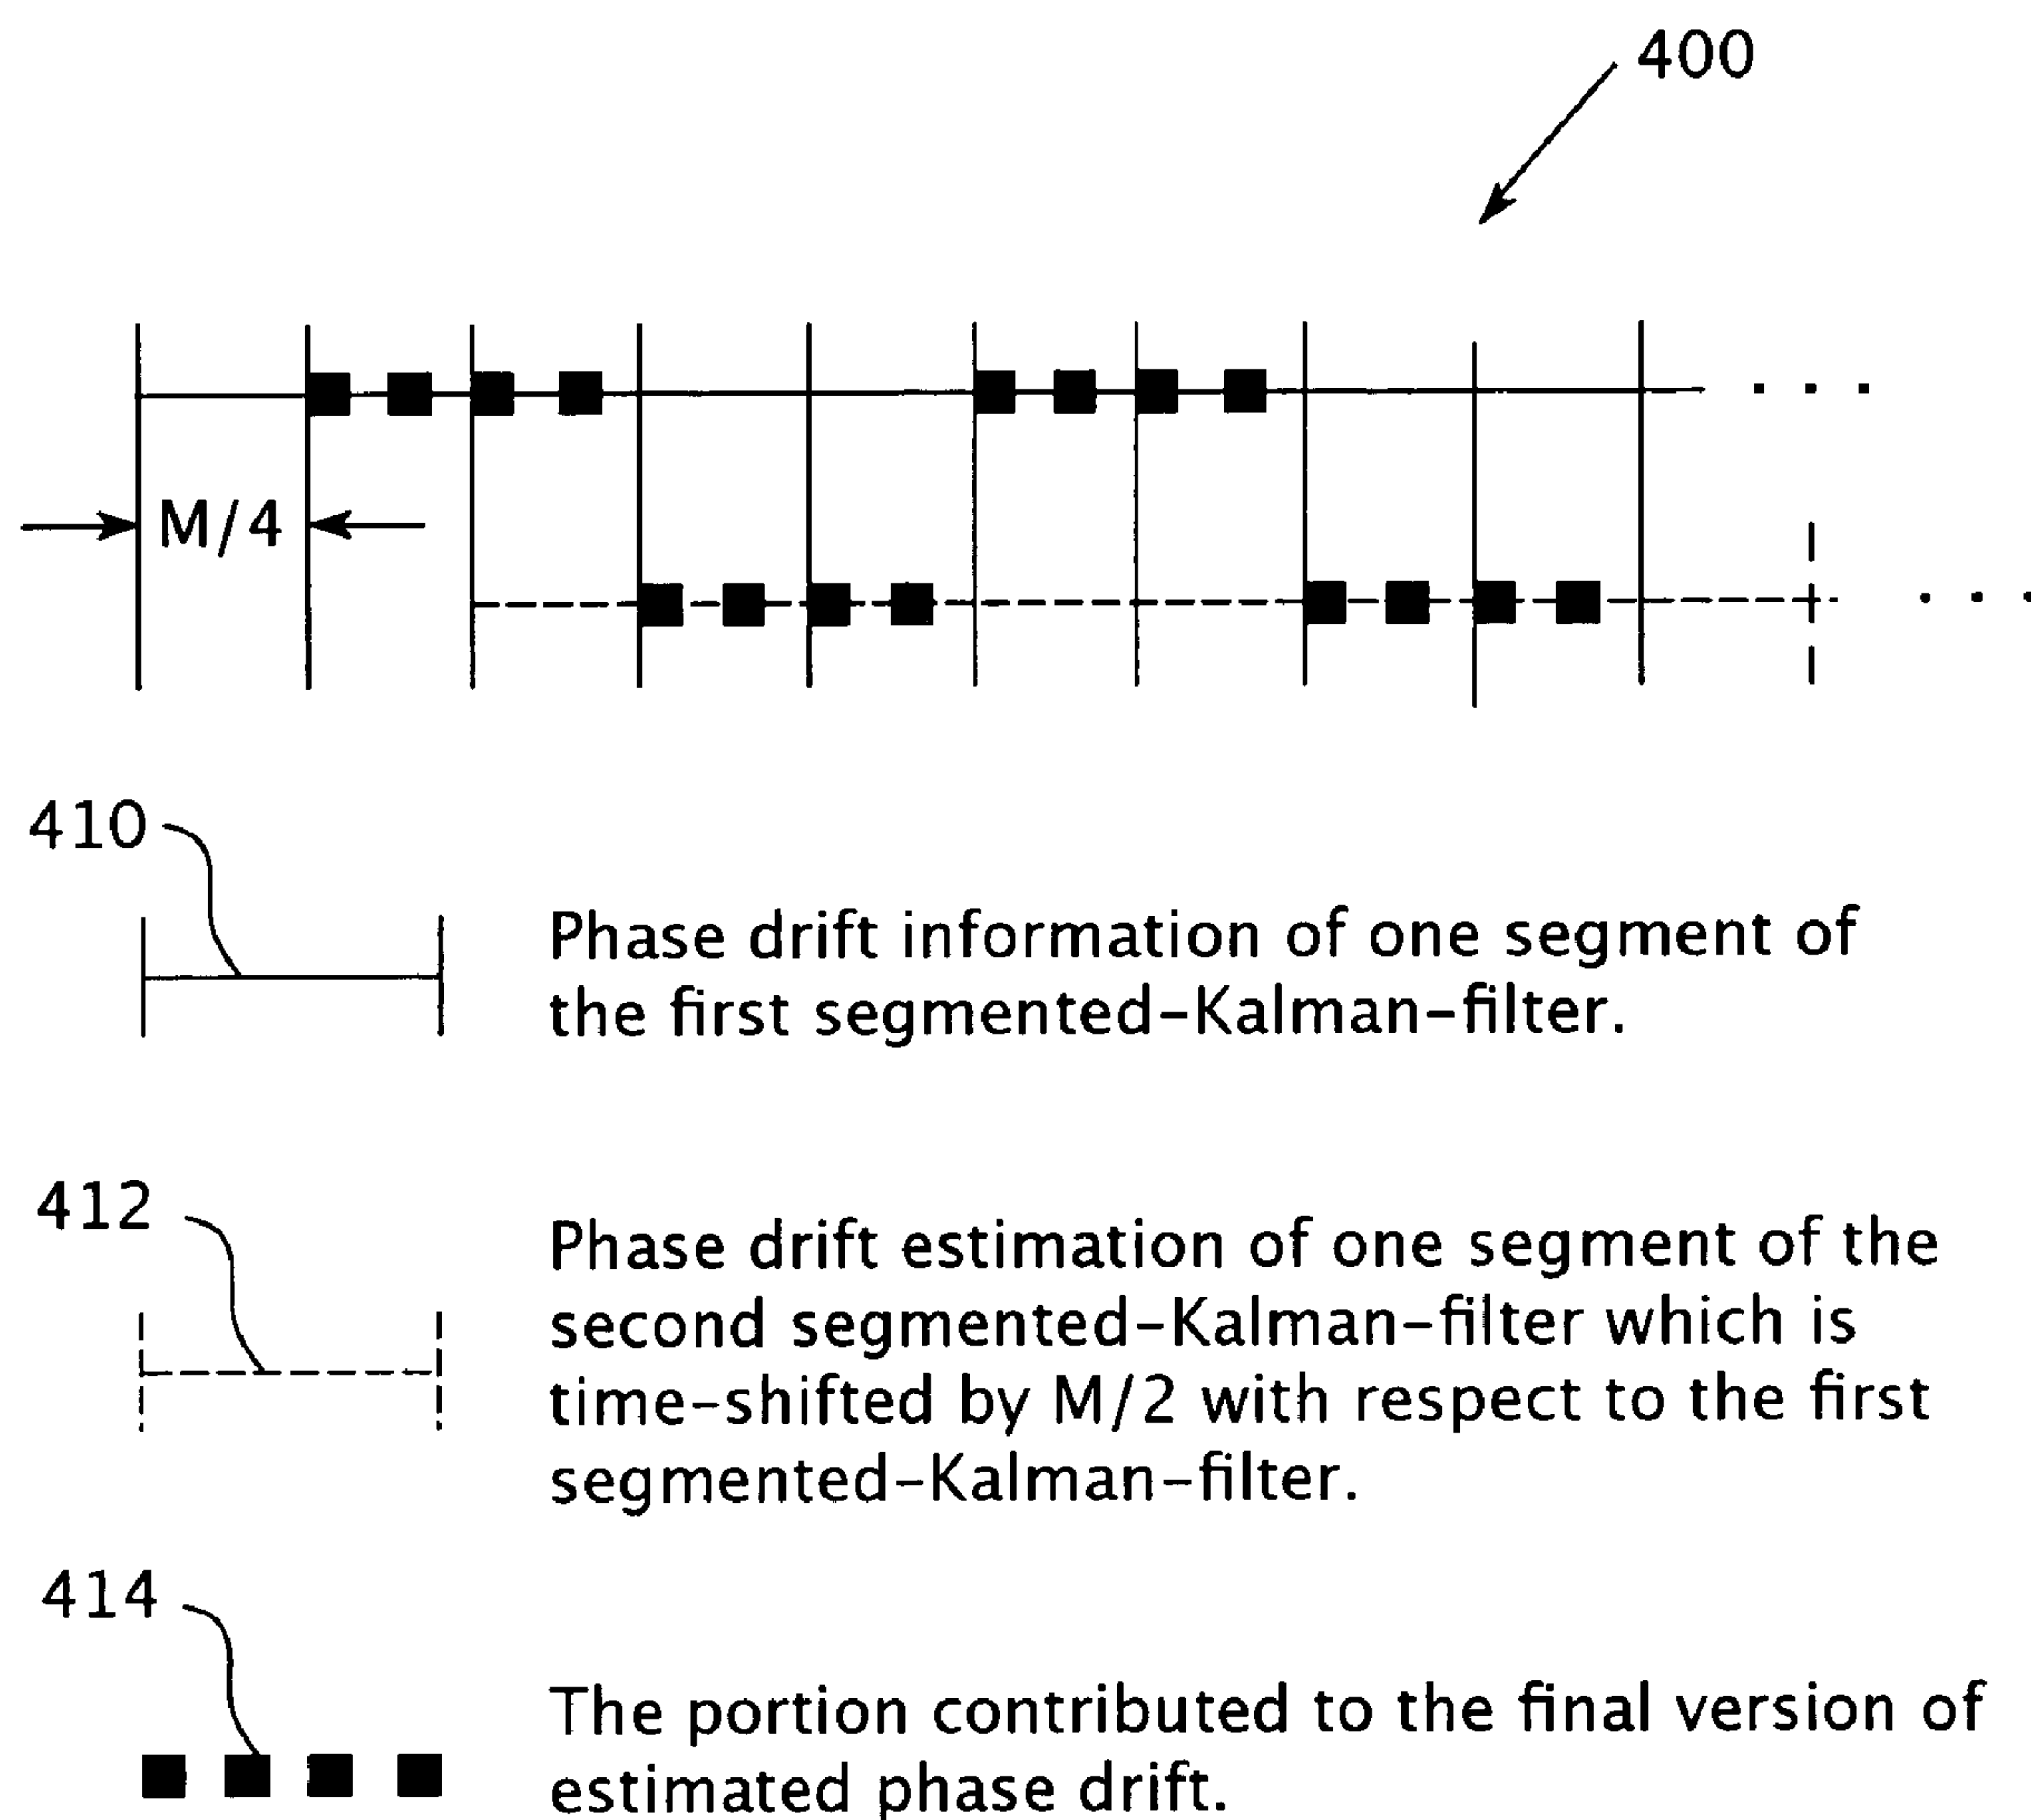 400
. . .
M/4
. . .
410
Phase drift information of one segment of
the first segmented-Kalman-filter.
412
Phase drift estimation of one segment of the
second segmented-Kalman-filter which is
time-shifted by M/2 with respect to the first
segmented-Kalman-filter.
414
The portion contributed to the final version of
estimated phase drift.